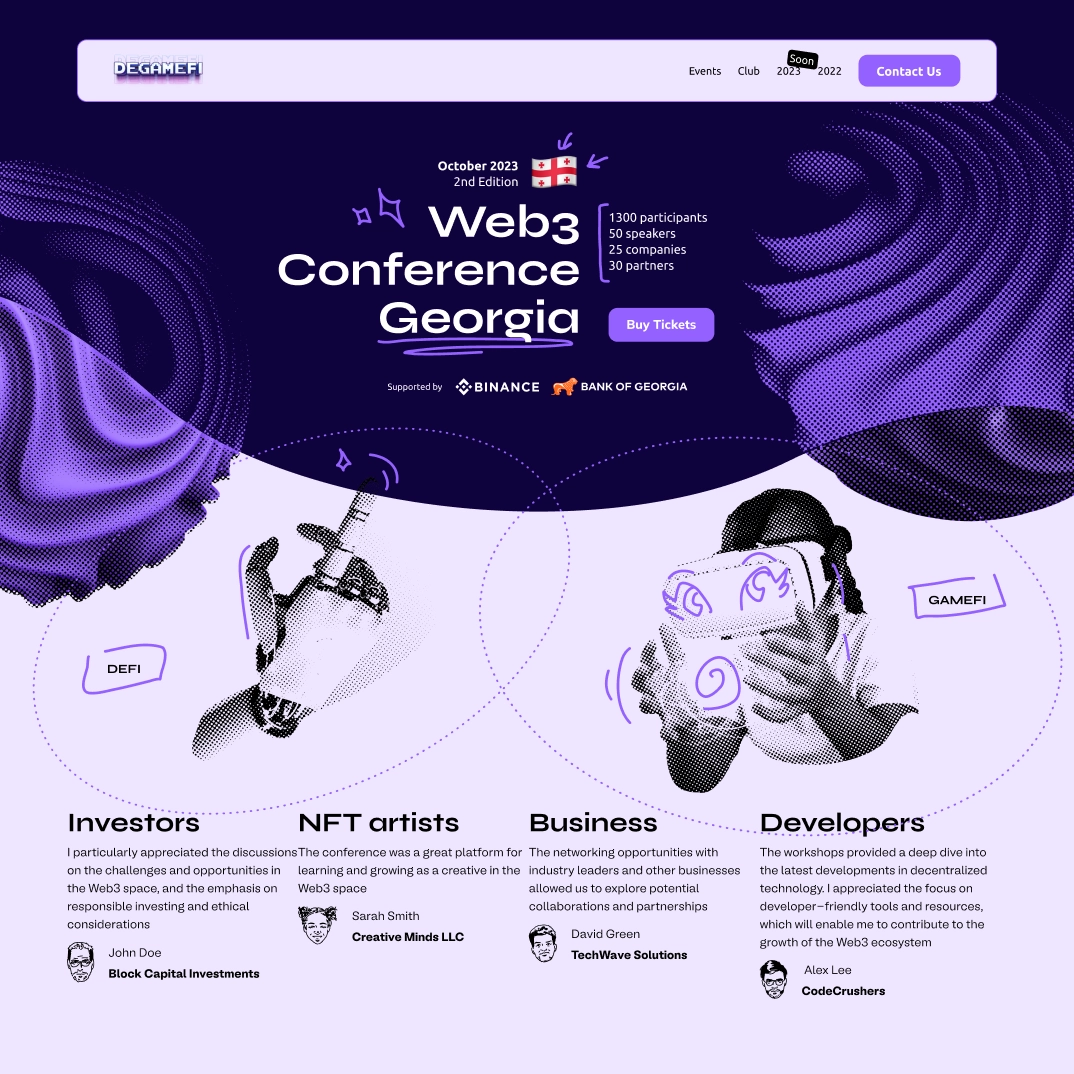 DEGAMEFI
Events Club 2023 Soon 2022 Contact Us
October 2023
2nd Edition
Web3
Conference
Georgia
1300 participants
50 speakers
25 companies
30 partners
Buy Tickets
Supported by BINANCE BANK OF GEORGIA
DEFI
GAMEFI
Investors
I particularly appreciated the discussions
on the challenges and opportunities in
the Web3 space, and the emphasis on
responsible investing and ethical
considerations
John Doe
Block Capital Investments
NFT artists
The conference was a great platform for
learning and growing as a creative in the
Web3 space
Sarah Smith
Creative Minds LLC
Business
The networking opportunities with
industry leaders and other businesses
allowed us to explore potential
collaborations and partnerships
David Green
TechWave Solutions
Developers
The workshops provided a deep dive into
the latest developments in decentralized
technology. I appreciated the focus on
developer-friendly tools and resources,
which will enable me to contribute to the
growth of the Web3 ecosystem
Alex Lee
CodeCrushers